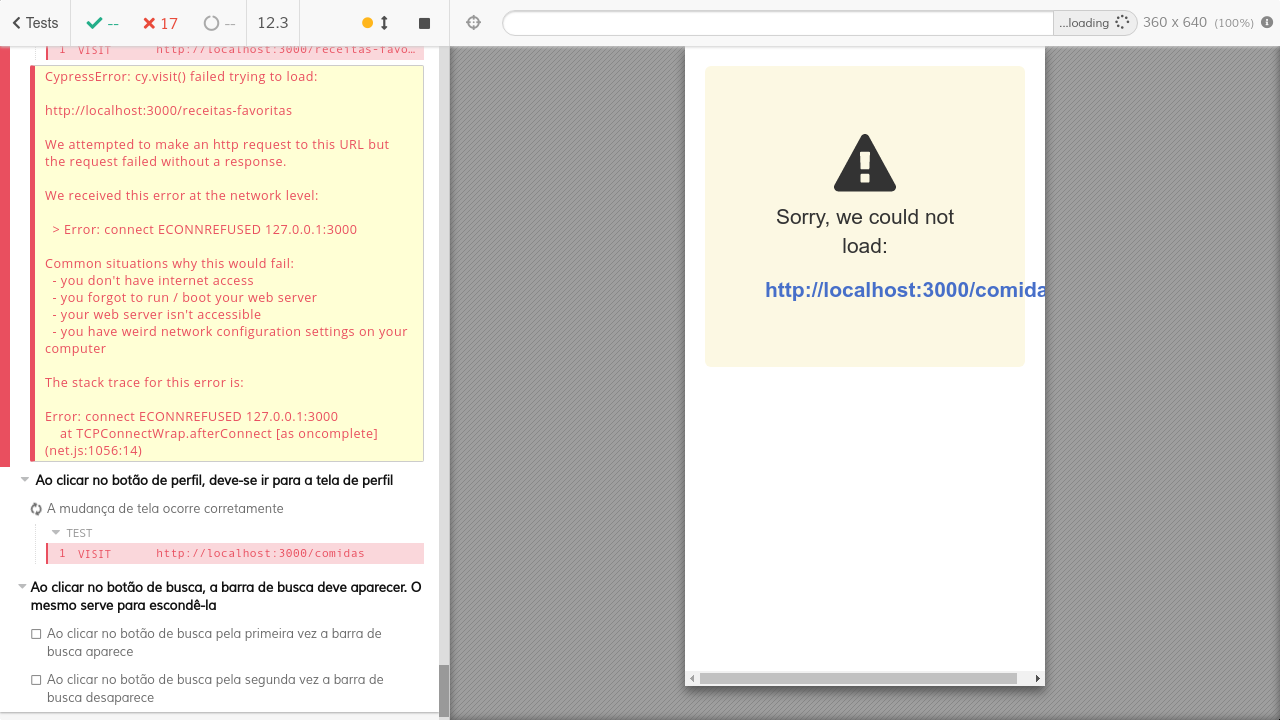 Tests
--
17
--
12.3
...loading
360 x 640 (100%)
1 VISIT http://localhost:3000/receitas-favo…
CypressError: cy.visit() failed trying to load:
http://localhost:3000/receitas-favoritas
We attempted to make an http request to this URL but
the request failed without a response.
We received this error at the network level:
> Error: connect ECONNREFUSED 127.0.0.1:3000
Common situations why this would fail:
- you don't have internet access
- you forgot to run / boot your web server
- your web server isn't accessible
- you have weird network configuration settings on your
computer
The stack trace for this error is:
Error: connect ECONNREFUSED 127.0.0.1:3000
at TCPConnectWrap.afterConnect [as oncomplete]
(net.js:1056:14)
Ao clicar no botão de perfil, deve-se ir para a tela de perfil
A mudança de tela ocorre corretamente
TEST
1 VISIT http://localhost:3000/comidas
Ao clicar no botão de busca, a barra de busca deve aparecer. O
mesmo serve para escondê-la
Ao clicar no botão de busca pela primeira vez a barra de
busca aparece
Ao clicar no botão de busca pela segunda vez a barra de
busca desaparece
Sorry, we could not
load:
http://localhost:3000/comida